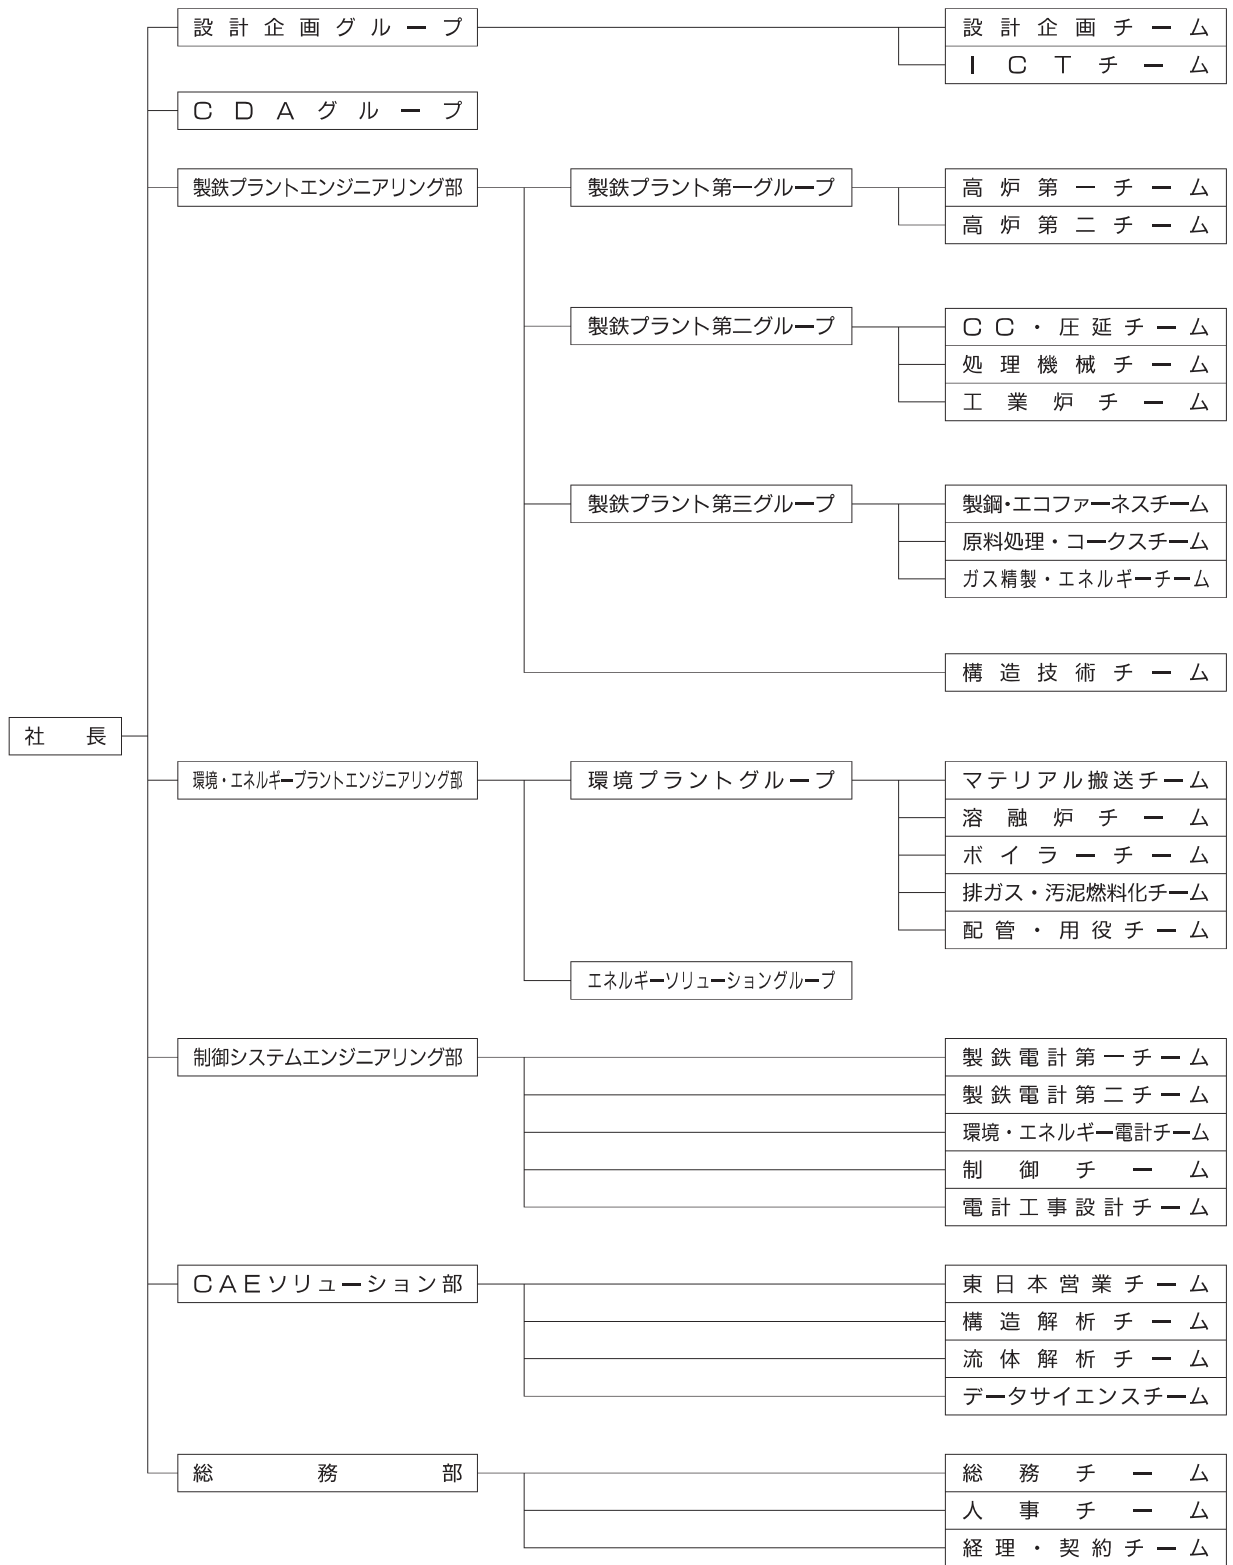 設計企画グループ
設計企画チーム
ICTチーム
CDAグループ
製鉄プラントエンジニアリング部
製鉄プラント第一グループ
高炉第一チーム
高炉第二チーム
製鉄プラント第二グループ
CC・圧延チーム
処理機械チーム
工業炉チーム
製鉄プラント第三グループ
製鋼・エコファーネスチーム
原料処理・コークスチーム
ガス精製・エネルギーチーム
構造技術チーム
社長
環境・エネルギープラントエンジニアリング部
環境プラントグループ
マテリアル搬送チーム
溶融炉チーム
ボイラーチーム
排ガス・汚泥燃料化チーム
配管・用役チーム
エネルギーソリューショングループ
制御システムエンジニアリング部
製鉄電計第一チーム
製鉄電計第二チーム
環境・エネルギー電計チーム
制御チーム
電計工事設計チーム
CAEソリューション部
東日本営業チーム
構造解析チーム
流体解析チーム
データサイエンスチーム
総務部
総務チーム
人事チーム
経理・契約チーム